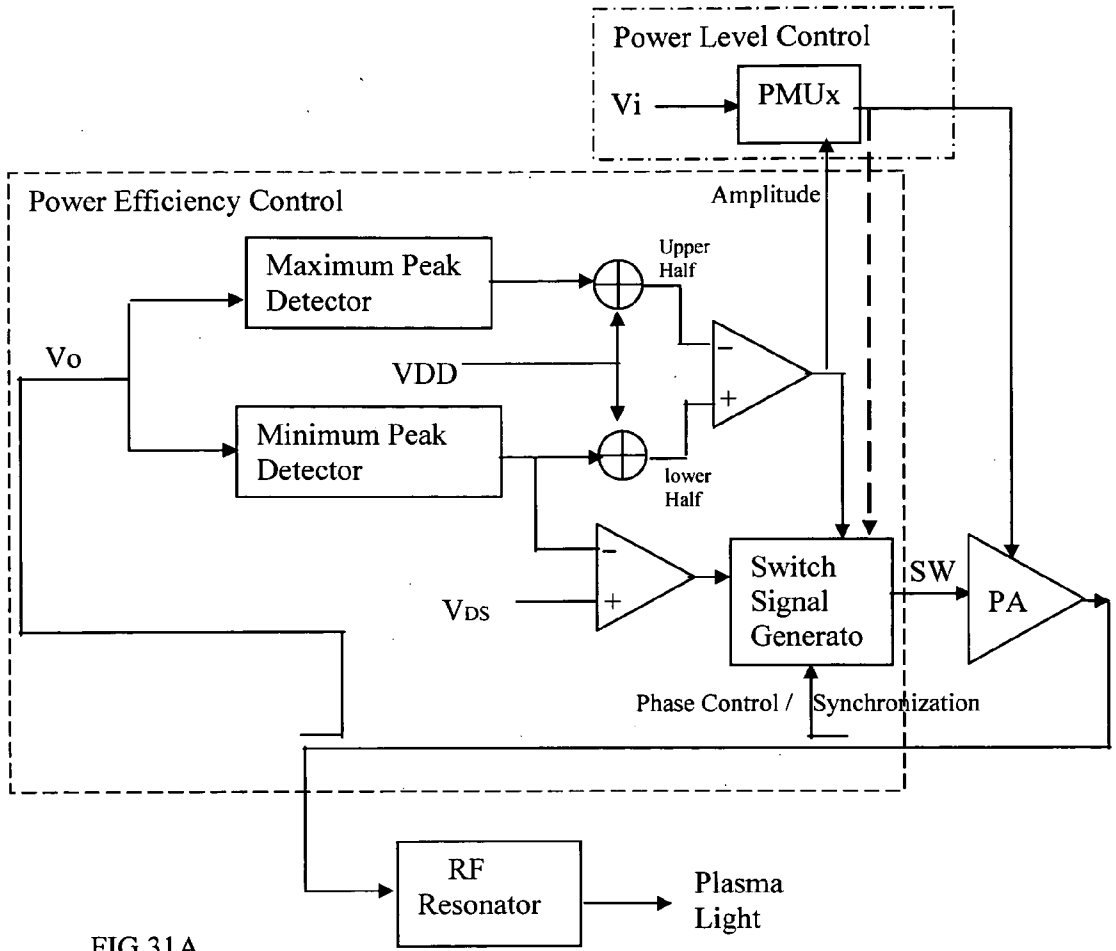 Power Level Control
Vi
PMUx
Amplitude
Power Efficiency Control
Maximum Peak
Detector
Upper
Half
Vo
VDD
−
+
Minimum Peak
Detector
lower
Half
−
+
VDS
Switch
Signal
Generato
SW
PA
Phase Control / Synchronization
RF
Resonator
Plasma
Light
FIG.31A